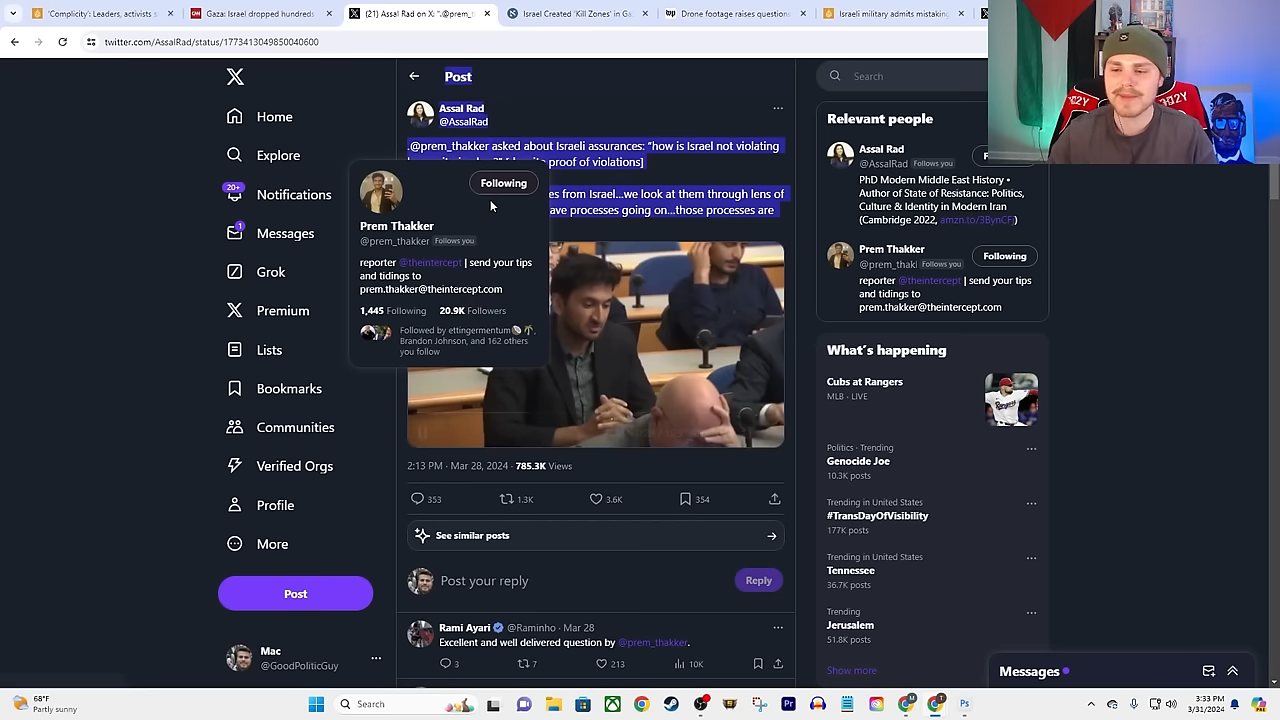 "Complicity's Leaders, activists s
Gaza: Israel dropped hundreds
(21) Assal Rad on X: ".@prem_t
Israel Created 'Kill Zones' in Ga
Drone footage raises questions
Israeli military admits mistaking
twitter.com/AssalRad/status/1773413049850040600
Home
Explore
20+
Notifications
1
Messages
Grok
Premium
Lists
Bookmarks
Communities
Verified Orgs
Profile
More
Post
Mac
@GoodPoliticGuy
Post
Assal Rad
@AssalRad
.@prem_thakker asked about Israeli assurances: "how is Israel not violating
proof of violations]
es from Israel...we look at them through lens of
ave processes going on...those processes are
Following
Prem Thakker
@prem_thakker Follows you
reporter @theintercept | send your tips
and tidings to
prem.thakker@theintercept.com
1,445 Following 20.9K Followers
Followed by ettingermentum
Brandon Johnson, and 162 others
you follow
2:13 PM · Mar 28, 2024 · 785.3K Views
353
1.3K
3.6K
354
See similar posts
Post your reply
Reply
Rami Ayari @Raminho · Mar 28
Excellent and well delivered question by @prem_thakker.
3
7
213
10K
Search
Relevant people
Assal Rad
@AssalRad Follows you
F
PhD Modern Middle East History •
Author of State of Resistance: Politics,
Culture & Identity in Modern Iran
(Cambridge 2022, amzn.to/3BynCFj)
Prem Thakker
@prem_thakl Follows you
Following
reporter @theintercept | send your
tips and tidings to
prem.thakker@theintercept.com
What's happening
Cubs at Rangers
MLB · LIVE
Politics · Trending
Genocide Joe
10.3K posts
Trending in United States
#TransDayOfVisibility
177K posts
Trending in United States
Tennessee
36.7K posts
Trending
Jerusalem
51.8K posts
Show more
Messages
68°F
Partly sunny
Search
3:33 PM
3/31/2024